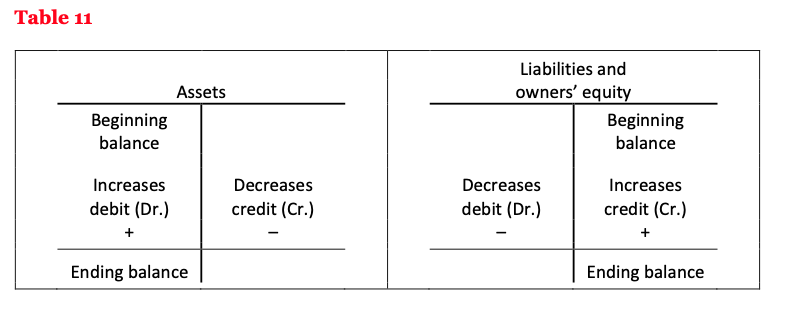 Table 11
Assets
Beginning
balance
Increases
debit (Dr.)
+
Decreases
credit (Cr.)
–
Ending balance
Liabilities and
owners’ equity
Beginning
balance
Decreases
debit (Dr.)
–
Increases
credit (Cr.)
+
Ending balance